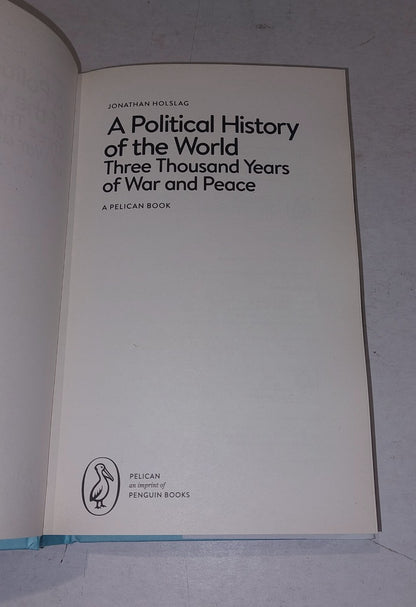 JONATHAN HOLSLAG
A Political History
of the World
Three Thousand Years
of War and Peace
A PELICAN BOOK
PELICAN
an imprint of
PENGUIN BOOKS